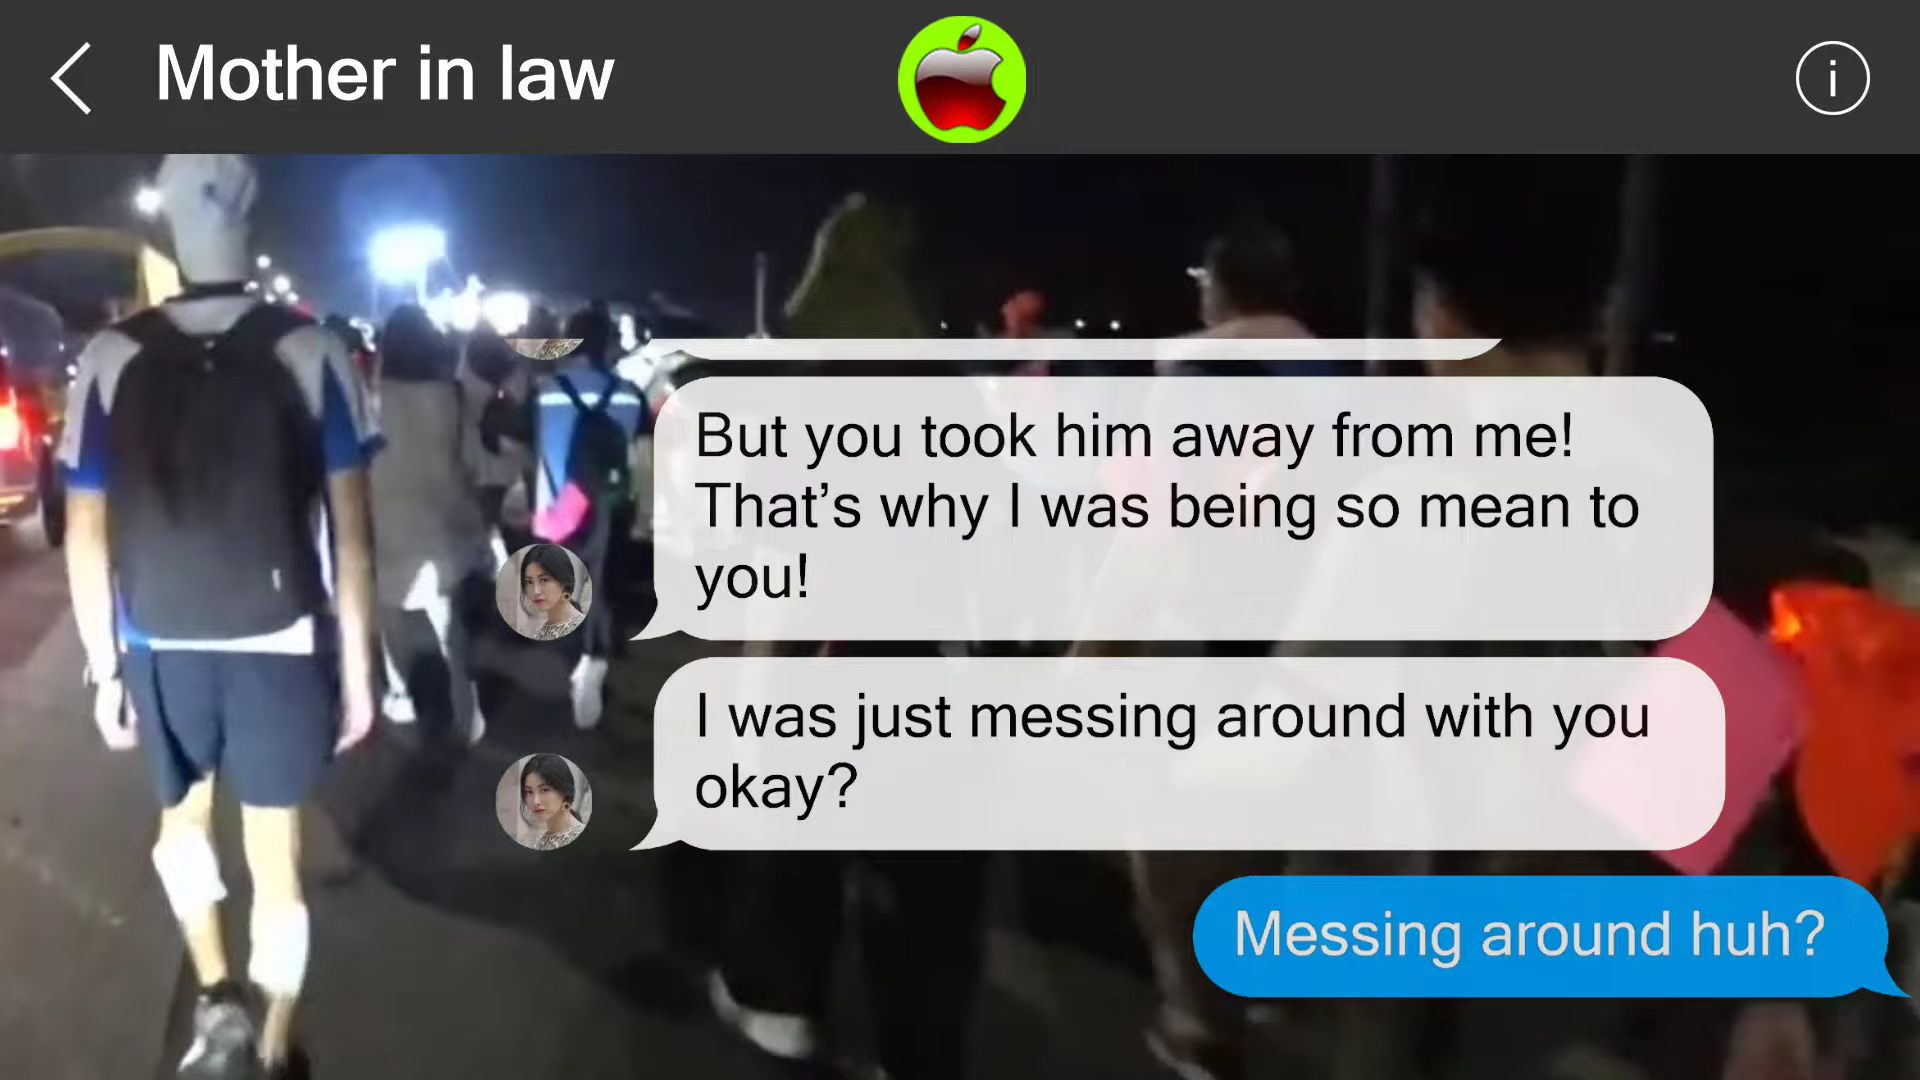 Mother in law
i
But you took him away from me!
That’s why I was being so mean to
you!
I was just messing around with you
okay?
Messing around huh?